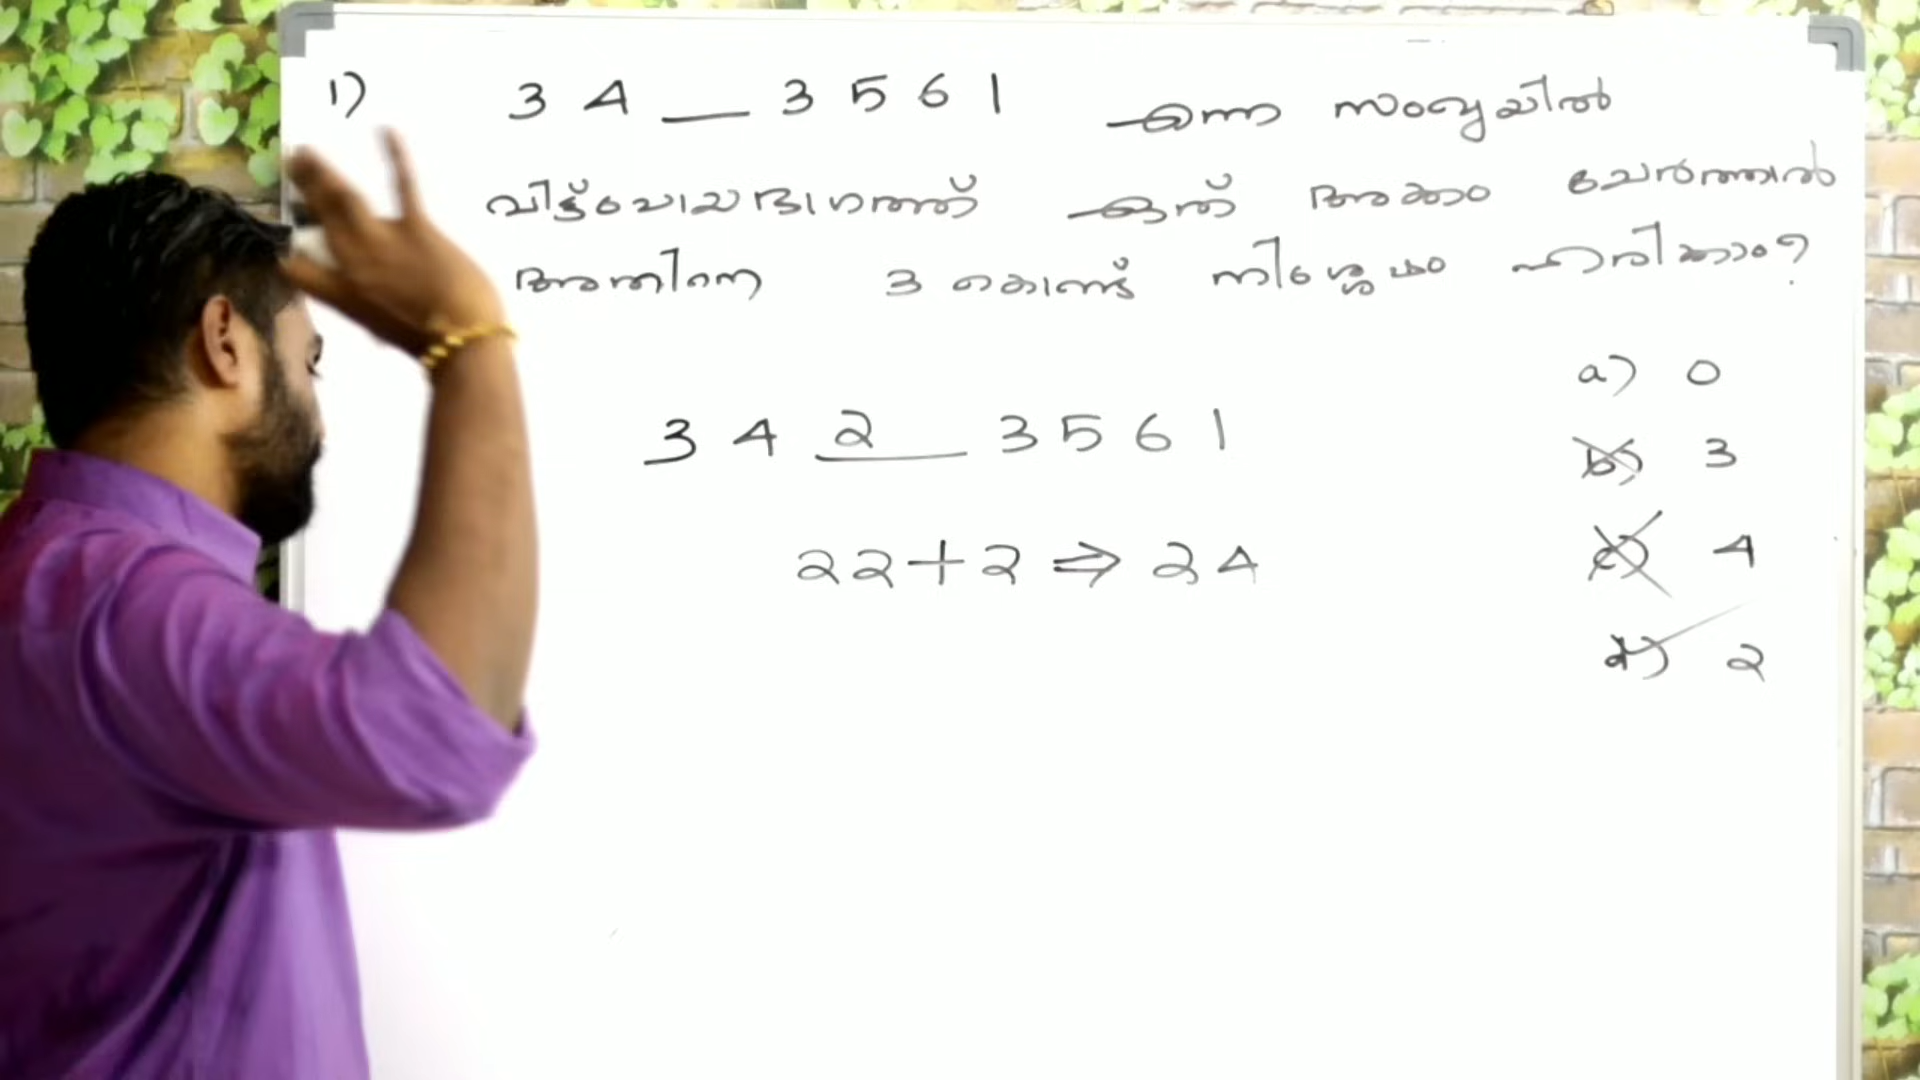 1) 3 4 __ 3 5 6 1 എന്ന സംഖ്യയിൽ
വിട്ടുപോയ ഭാഗത്ത് ഏത് അക്കം ചേർത്താൽ
അതിനെ 3 കൊണ്ട് നിശ്ശേഷം ഹരിക്കാം?
a) 0
3 4 2 3 5 6 1
b) 3
22+2 ⇒ 24
c) 4
d) 2